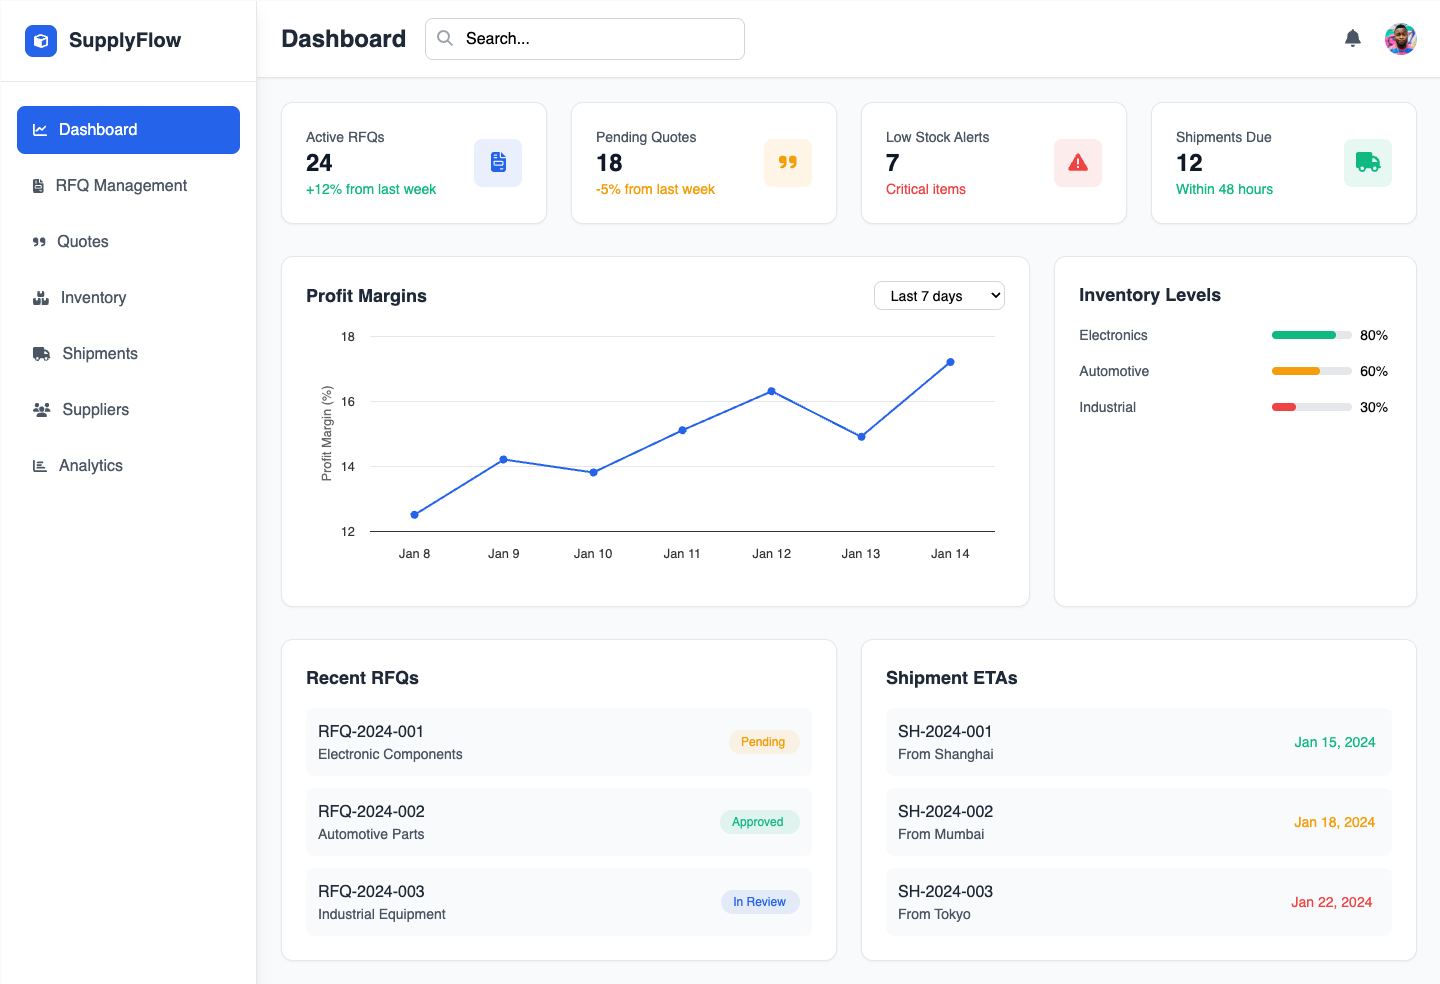 SupplyFlow
Dashboard
RFQ Management
Quotes
Inventory
Shipments
Suppliers
Analytics
Dashboard
Search...
Active RFQs
24
+12% from last week
Pending Quotes
18
-5% from last week
Low Stock Alerts
7
Critical items
Shipments Due
12
Within 48 hours
Profit Margins
Last 7 days
Profit Margin (%)
18
16
14
12
Jan 8
Jan 9
Jan 10
Jan 11
Jan 12
Jan 13
Jan 14
Inventory Levels
Electronics
80%
Automotive
60%
Industrial
30%
Recent RFQs
RFQ-2024-001
Electronic Components
Pending
RFQ-2024-002
Automotive Parts
Approved
RFQ-2024-003
Industrial Equipment
In Review
Shipment ETAs
SH-2024-001
From Shanghai
Jan 15, 2024
SH-2024-002
From Mumbai
Jan 18, 2024
SH-2024-003
From Tokyo
Jan 22, 2024